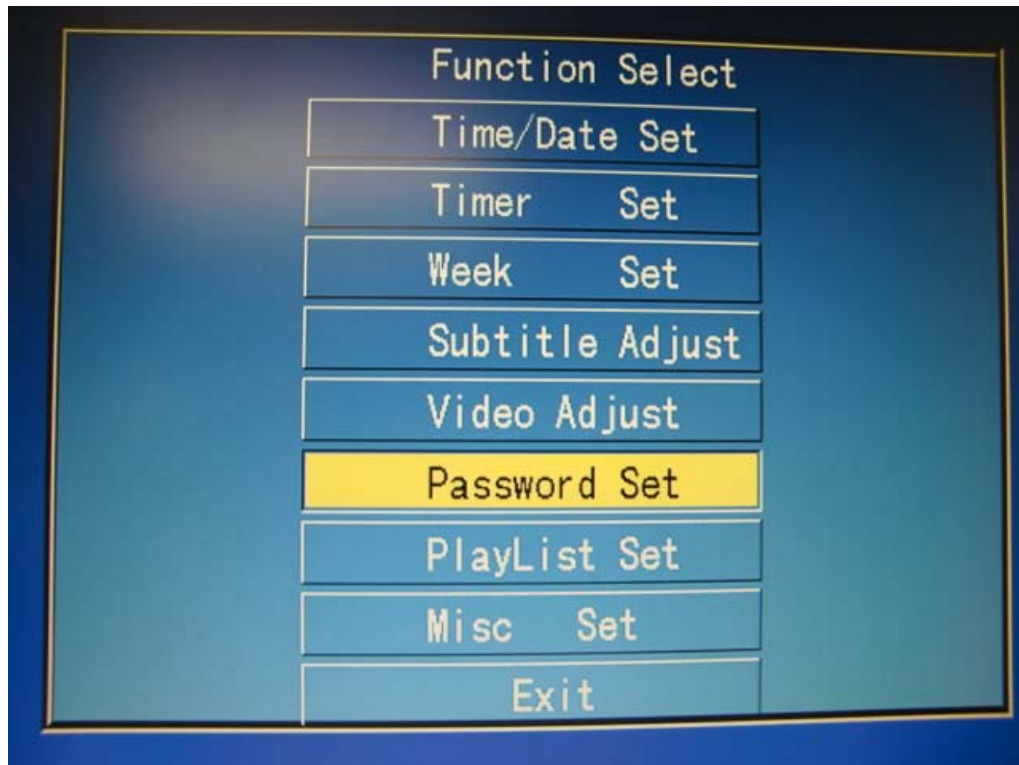 Function Select
Time/Date Set
Timer Set
Week Set
Subtitle Adjust
Video Adjust
Password Set
PlayList Set
Misc Set
Exit